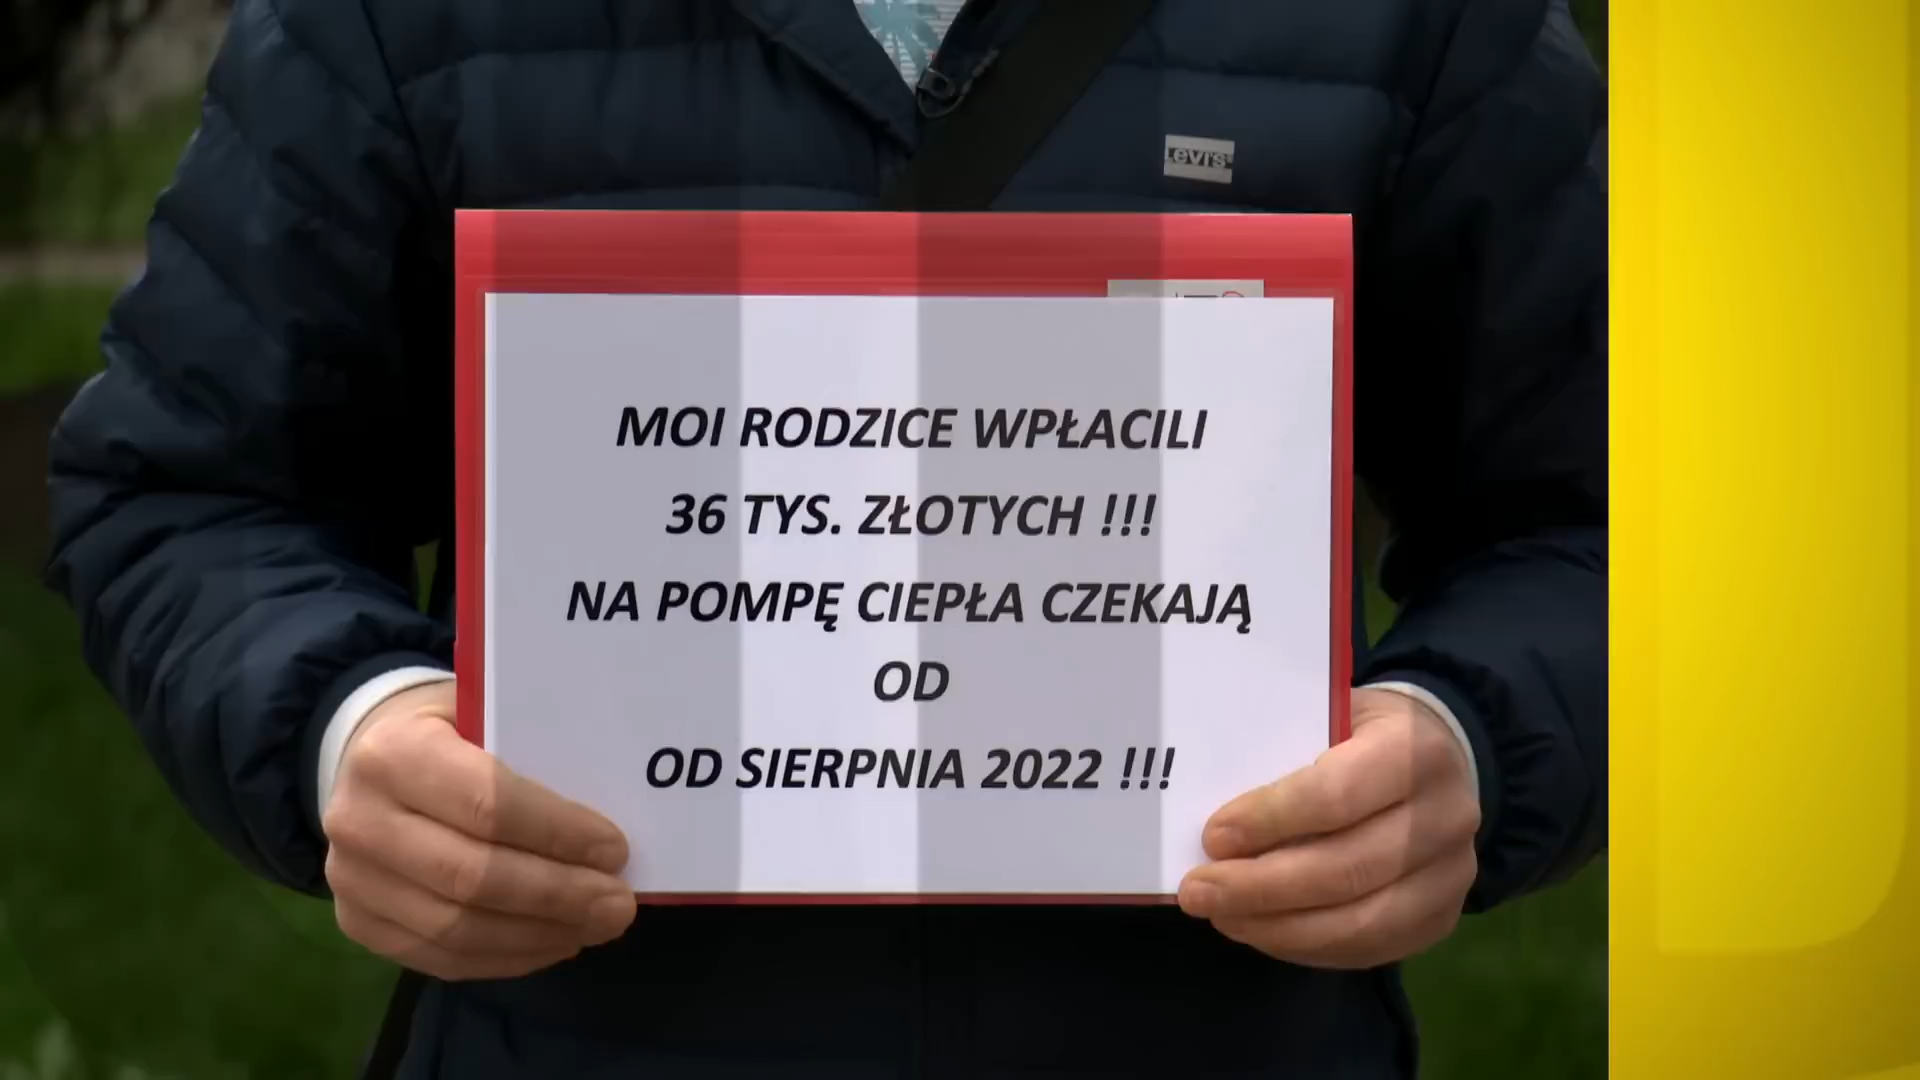 Levi's
MOI RODZICE WPŁACILI
36 TYS. ZŁOTYCH !!!
NA POMPĘ CIEPŁA CZEKAJĄ
OD
OD SIERPNIA 2022 !!!